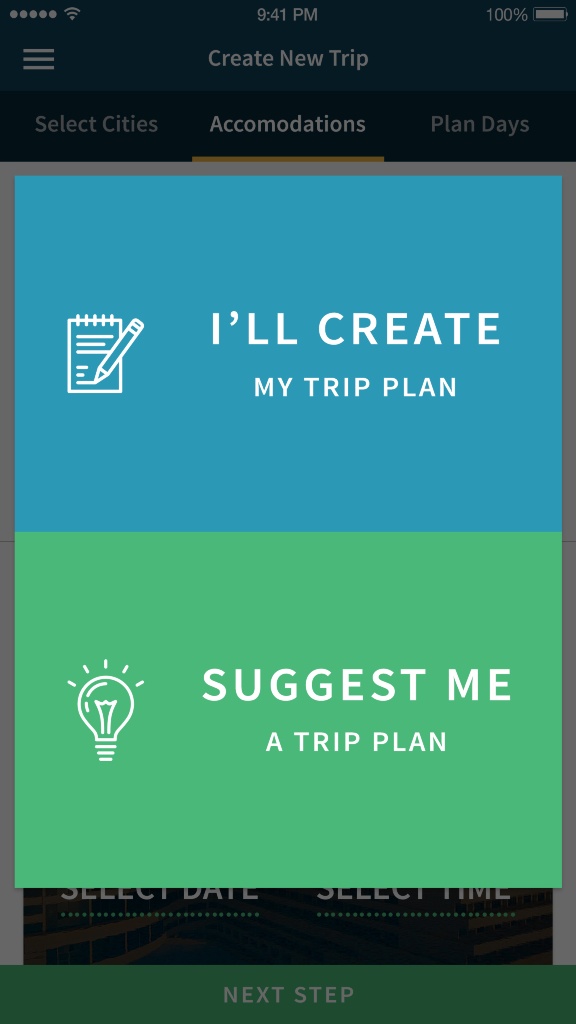 9:41 PM 100%
Create New Trip
Select Cities Accomodations Plan Days
I’LL CREATE
MY TRIP PLAN
SUGGEST ME
A TRIP PLAN
SELECT DATE SELECT TIME
NEXT STEP